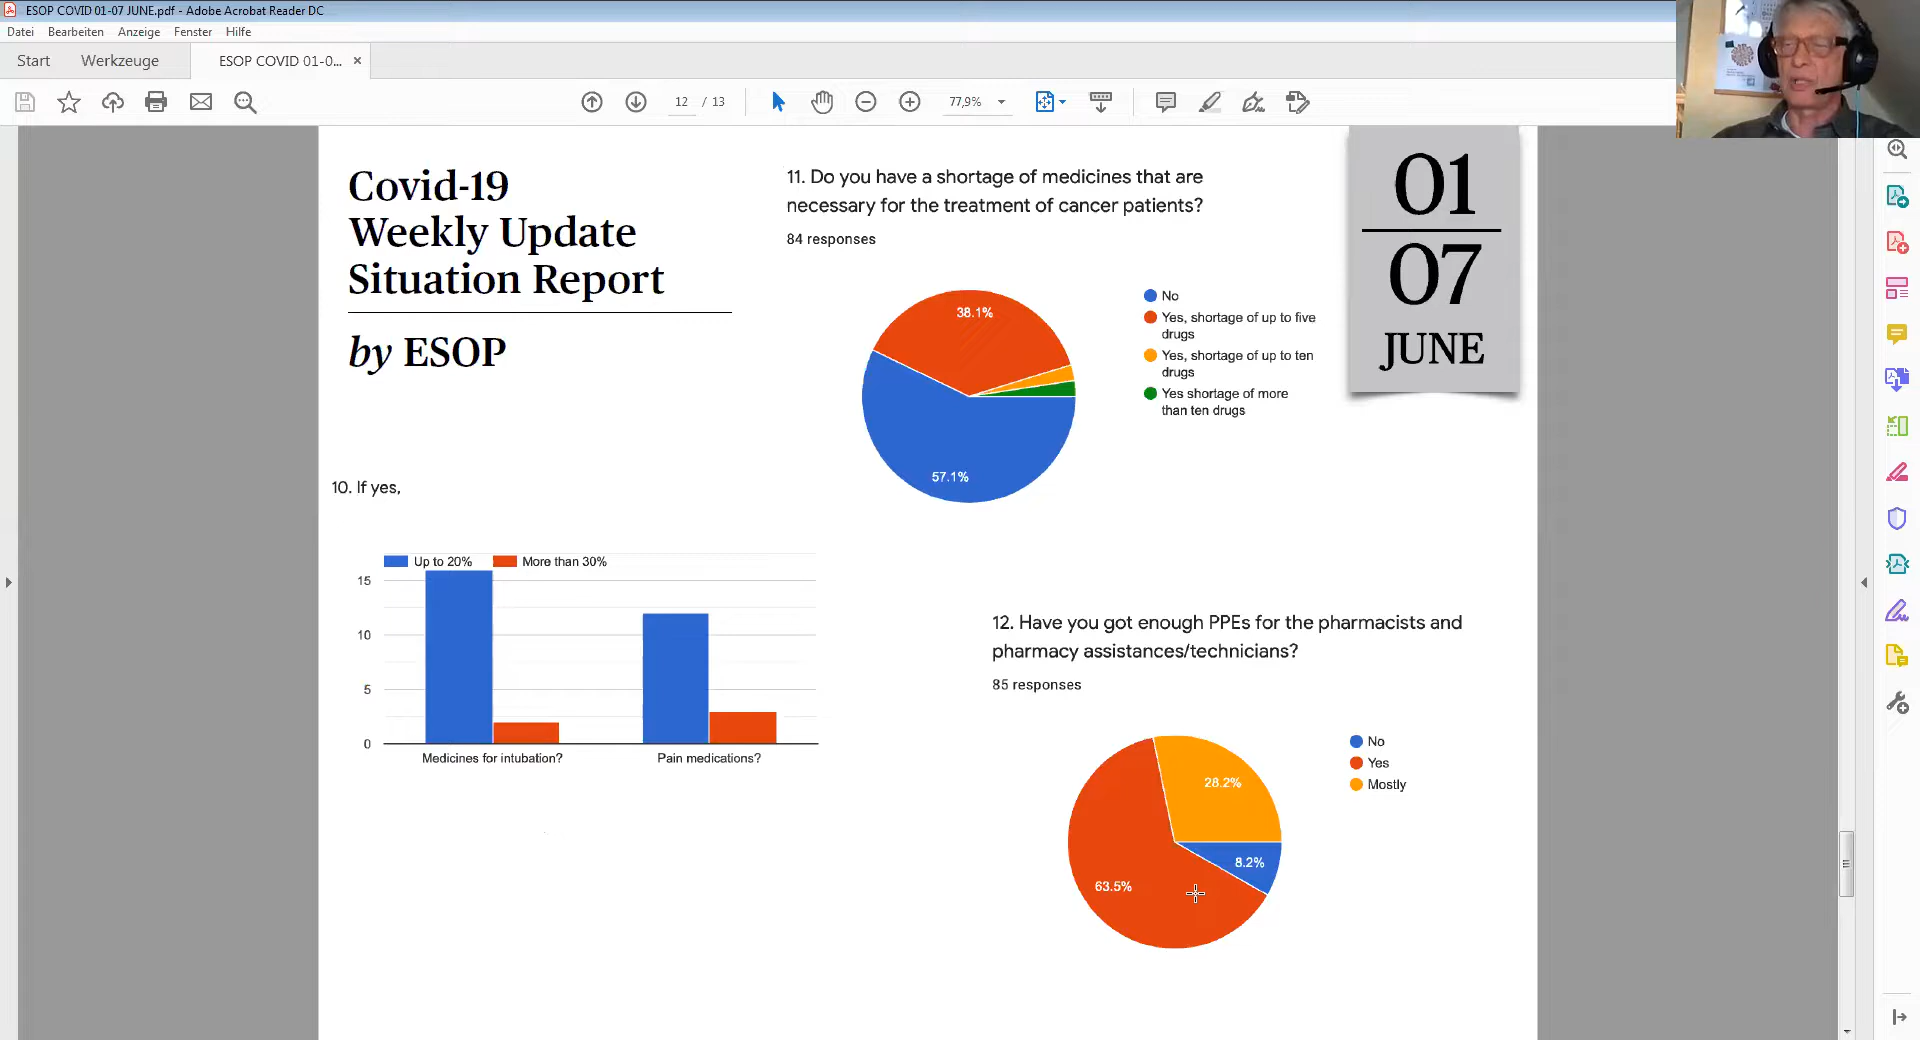 ESOP COVID 01-07 JUNE.pdf - Adobe Acrobat Reader DC
Datei Bearbeiten Anzeige Fenster Hilfe
Start Werkzeuge ESOP COVID 01-0... ×
12 / 13 77,9%
Covid-19
Weekly Update
Situation Report
by ESOP
11. Do you have a shortage of medicines that are
necessary for the treatment of cancer patients?
84 responses
38.1%
57.1%
No
Yes, shortage of up to five
drugs
Yes, shortage of up to ten
drugs
Yes shortage of more
than ten drugs
01
07
JUNE
10. If yes,
Up to 20% More than 30%
15
10
5
0
Medicines for intubation? Pain medications?
12. Have you got enough PPEs for the pharmacists and
pharmacy assistances/technicians?
85 responses
28.2%
8.2%
63.5%
No
Yes
Mostly